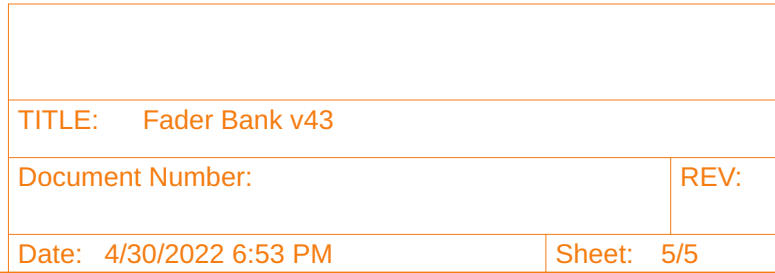 TITLE: Fader Bank v43
Document Number:
REV:
Date: 4/30/2022 6:53 PM
Sheet: 5/5